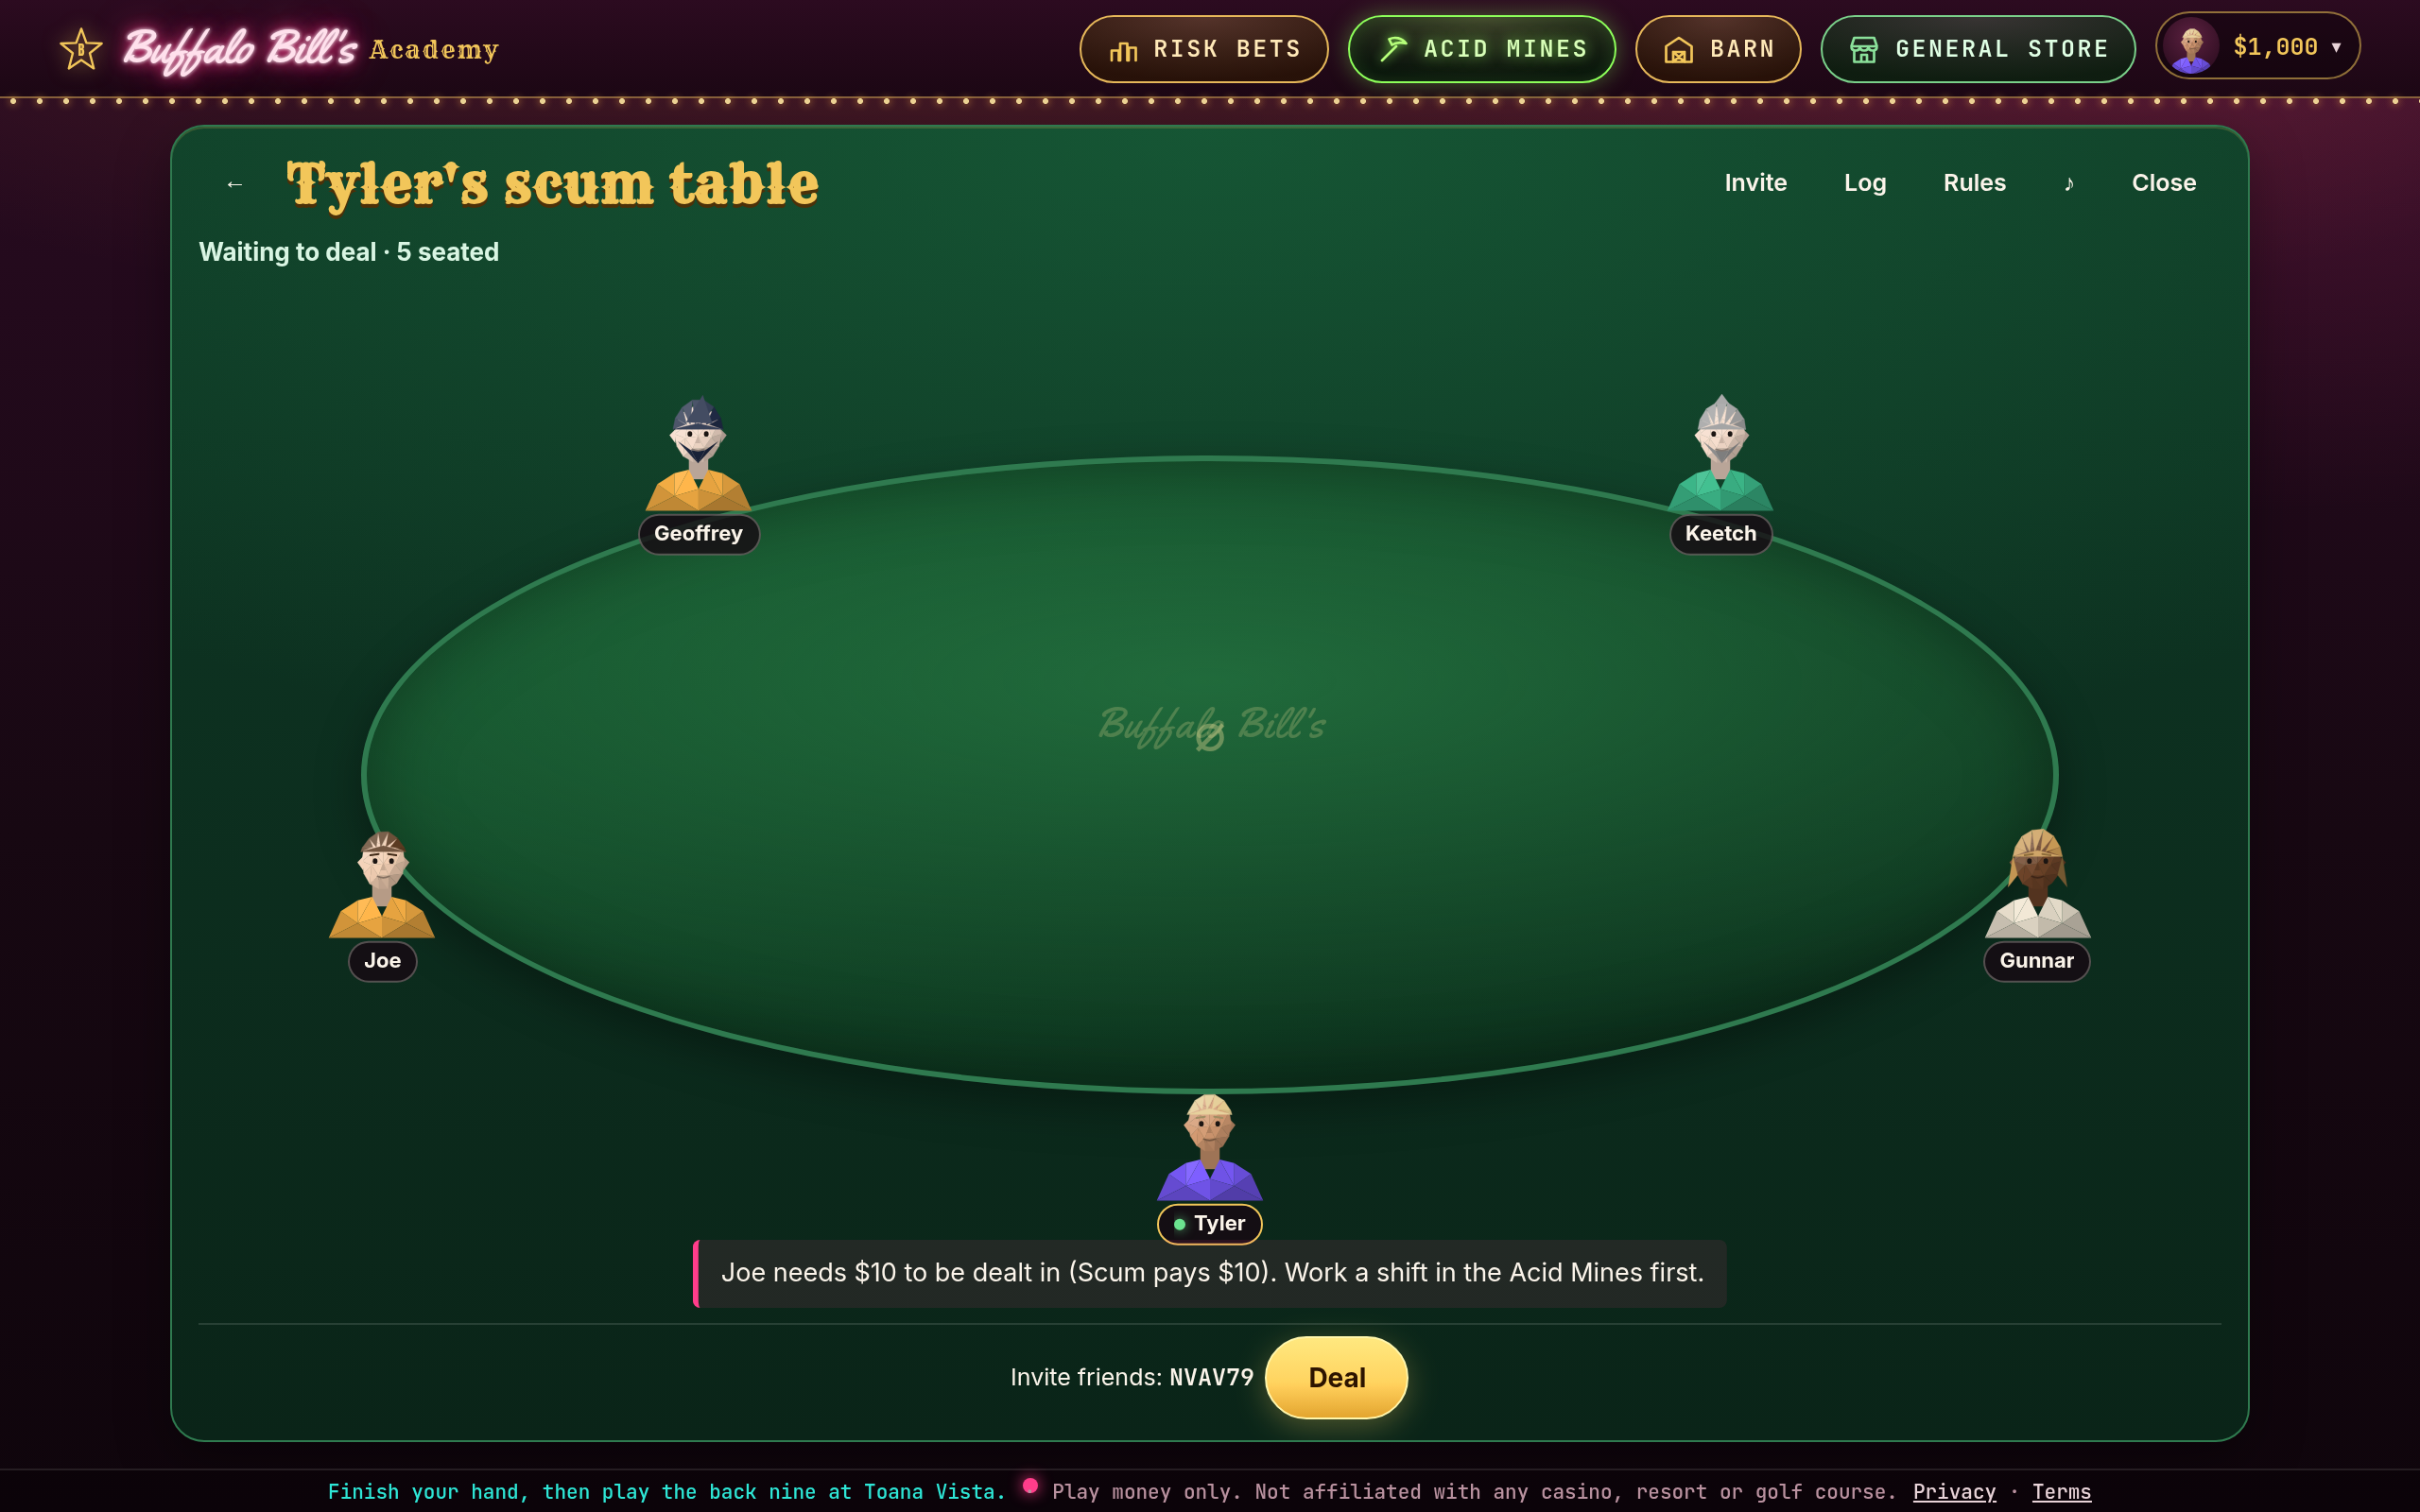 B Buffalo Bill's Academy RISK BETS ACID MINES BARN GENERAL STORE $1,000 ▼
← Tyler's scum table Invite Log Rules ♪ Close
Waiting to deal · 5 seated
Geoffrey Keetch
Buffalo Bill's
Ø
Joe Gunnar
Tyler
Joe needs $10 to be dealt in (Scum pays $10). Work a shift in the Acid Mines first.
Invite friends: NVAV79 Deal
Finish your hand, then play the back nine at Toana Vista. Play money only. Not affiliated with any casino, resort or golf course. Privacy · Terms